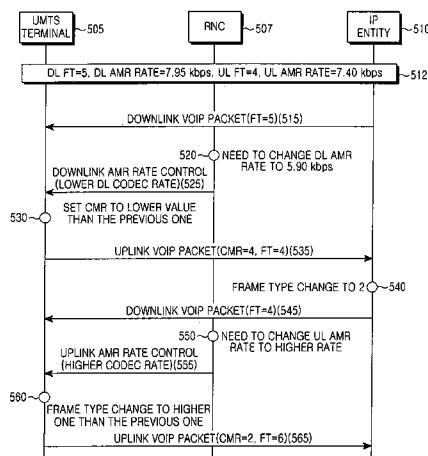 UMTS
TERMINAL
505
RNC
507
IP
ENTITY
510
DL FT=5, DL AMR RATE=7.95 kbps, UL FT=4, UL AMR RATE=7.40 kbps
512
DOWNLINK VOIP PACKET(FT=5)(515)
520
NEED TO CHANGE DL AMR
RATE TO 5.90 kbps
DOWNLINK AMR RATE CONTROL
(LOWER DL CODEC RATE)(525)
530
SET CMR TO LOWER VALUE
THAN THE PREVIOUS ONE
UPLINK VOIP PACKET(CMR=4, FT=4)(535)
FRAME TYPE CHANGE TO 2
540
DOWNLINK VOIP PACKET(FT=4)(545)
550
NEED TO CHANGE UL AMR
RATE TO HIGHER RATE
UPLINK AMR RATE CONTROL
(HIGHER CODEC RATE)(555)
560
FRAME TYPE CHANGE TO HIGHER
ONE THAN THE PREVIOUS ONE
UPLINK VOIP PACKET(CMR=2, FT=6)(565)